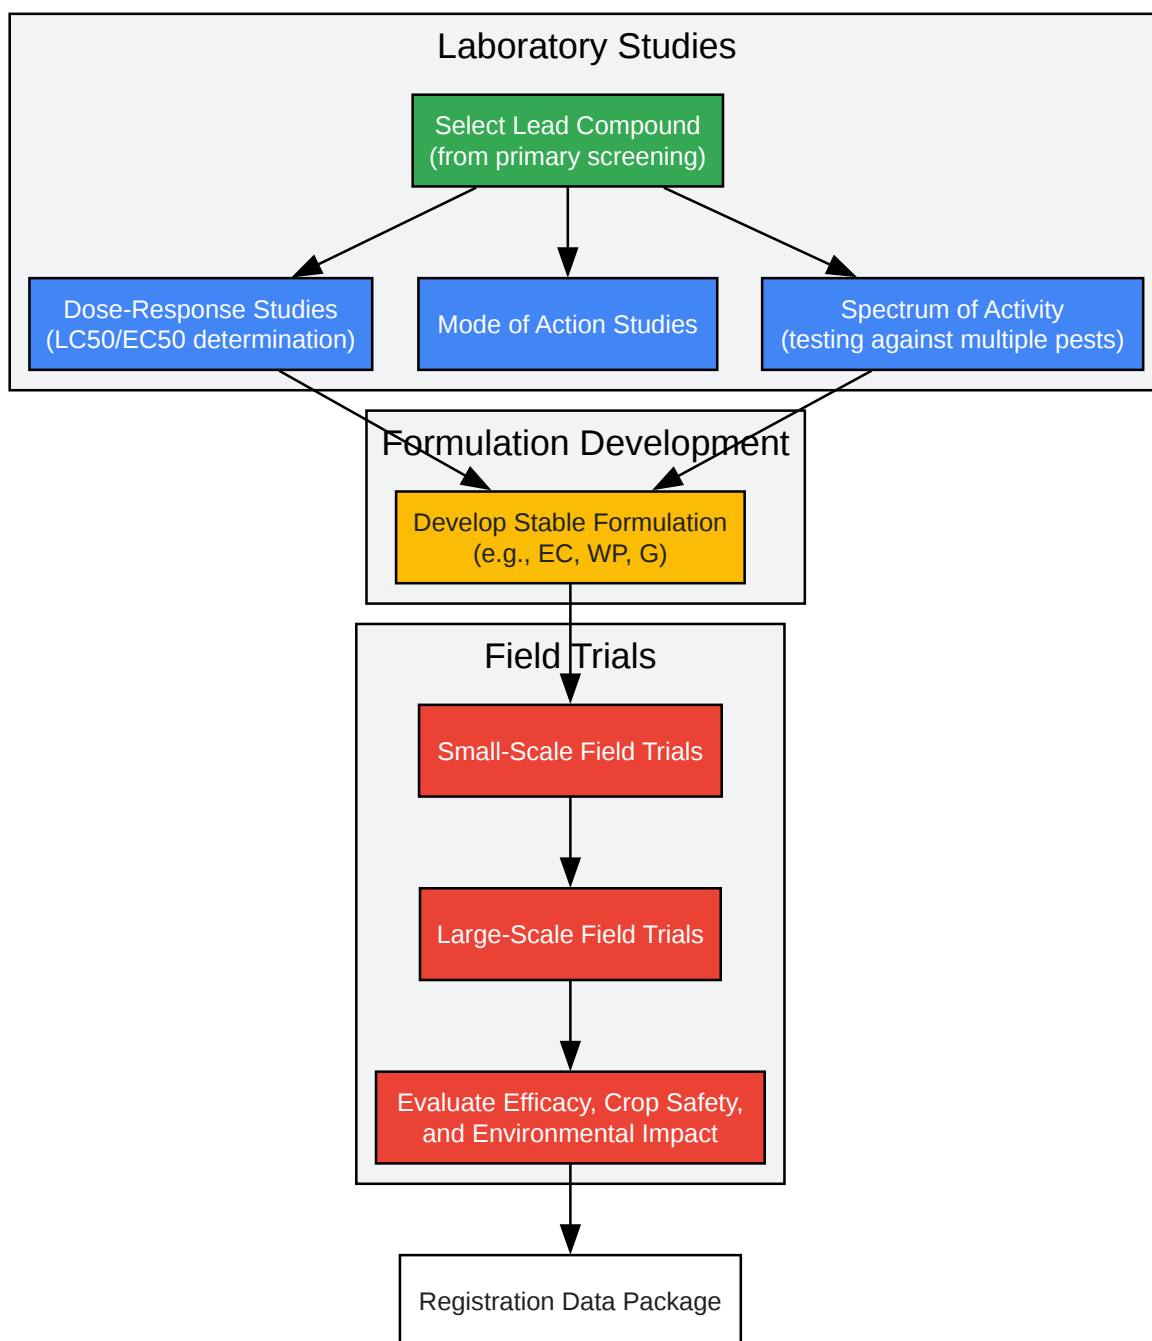 Laboratory Studies
Select Lead Compound
(from primary screening)
Dose-Response Studies
(LC50/EC50 determination)
Mode of Action Studies
Spectrum of Activity
(testing against multiple pests)
Formulation Development
Develop Stable Formulation
(e.g., EC, WP, G)
Field Trials
Small-Scale Field Trials
Large-Scale Field Trials
Evaluate Efficacy, Crop Safety,
and Environmental Impact
Registration Data Package